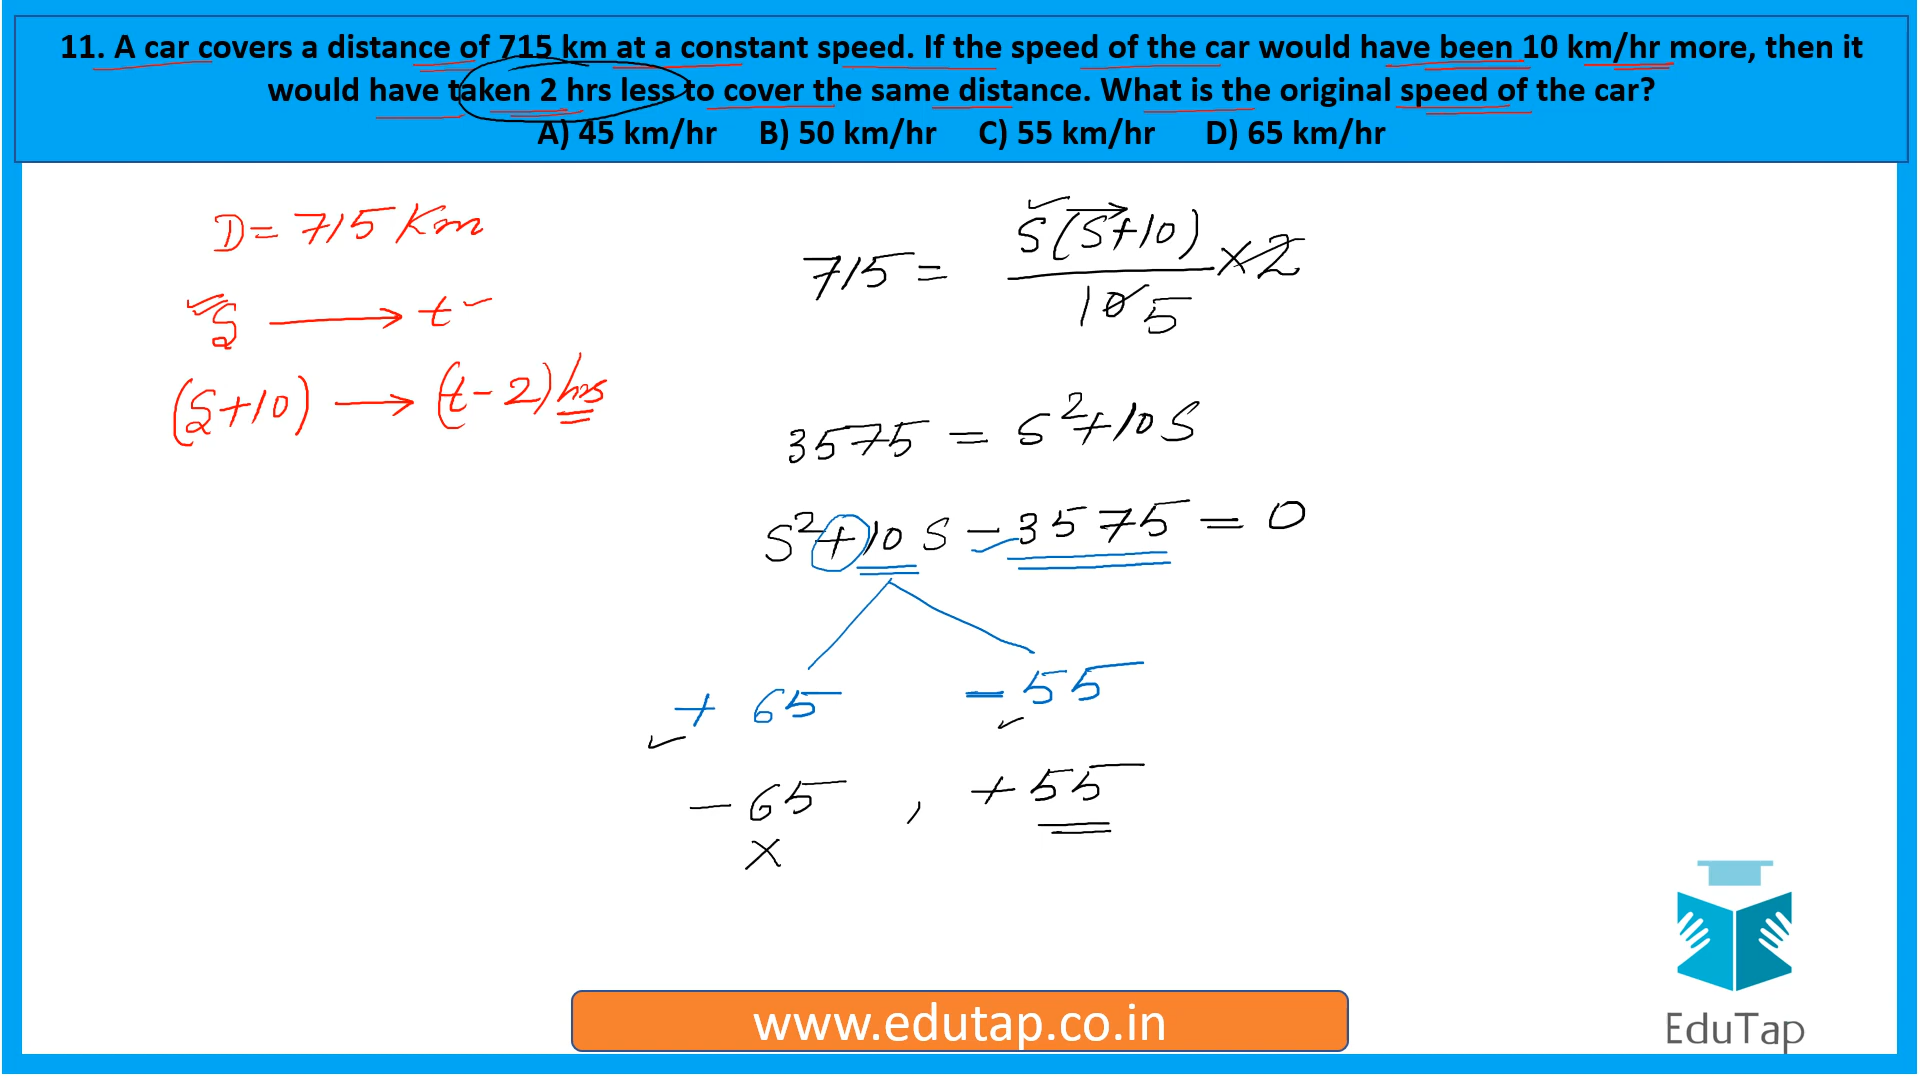 11. A car covers a distance of 715 km at a constant speed. If the speed of the car would have been 10 km/hr more, then it
would have taken 2 hrs less to cover the same distance. What is the original speed of the car?
A) 45 km/hr B) 50 km/hr C) 55 km/hr D) 65 km/hr
D = 715 Km
S → t
(S+10) → (t-2) hrs
715 = S(S+10)/10 5 × 2
3575 = S²+10S
S²+10S - 3575 = 0
+ 65 - 55
- 65 , + 55
X
www.edutap.co.in
EduTap